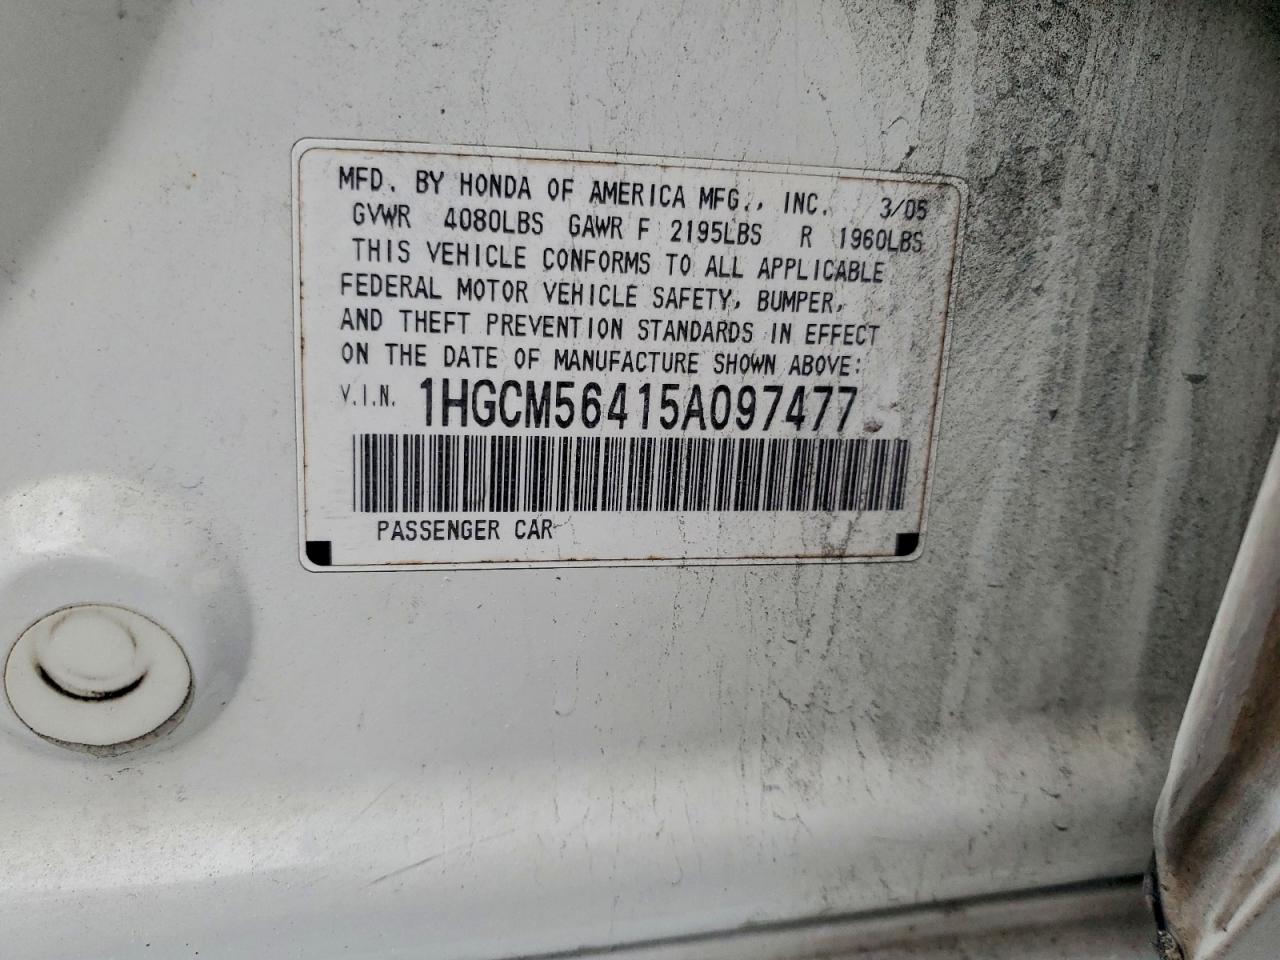 MFD. BY HONDA OF AMERICA MFG., INC. 3/05
GVWR 4080LBS GAWR F 2195LBS R 1960LBS
THIS VEHICLE CONFORMS TO ALL APPLICABLE
FEDERAL MOTOR VEHICLE SAFETY, BUMPER,
AND THEFT PREVENTION STANDARDS IN EFFECT
ON THE DATE OF MANUFACTURE SHOWN ABOVE:
V.I.N. 1HGCM56415A097477
PASSENGER CAR